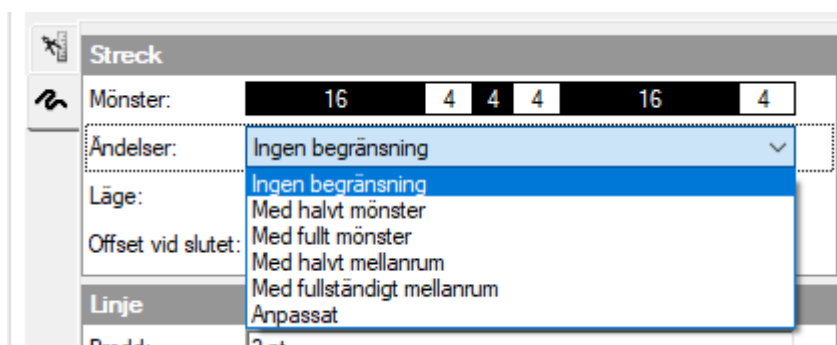 Streck
Mönster: 16 4 4 4 16 4
Ändelser: Ingen begränsning
Läge:
Offset vid slutet:
Ingen begränsning
Med halvt mönster
Med fullt mönster
Med halvt mellanrum
Med fullständigt mellanrum
Anpassat
Linje